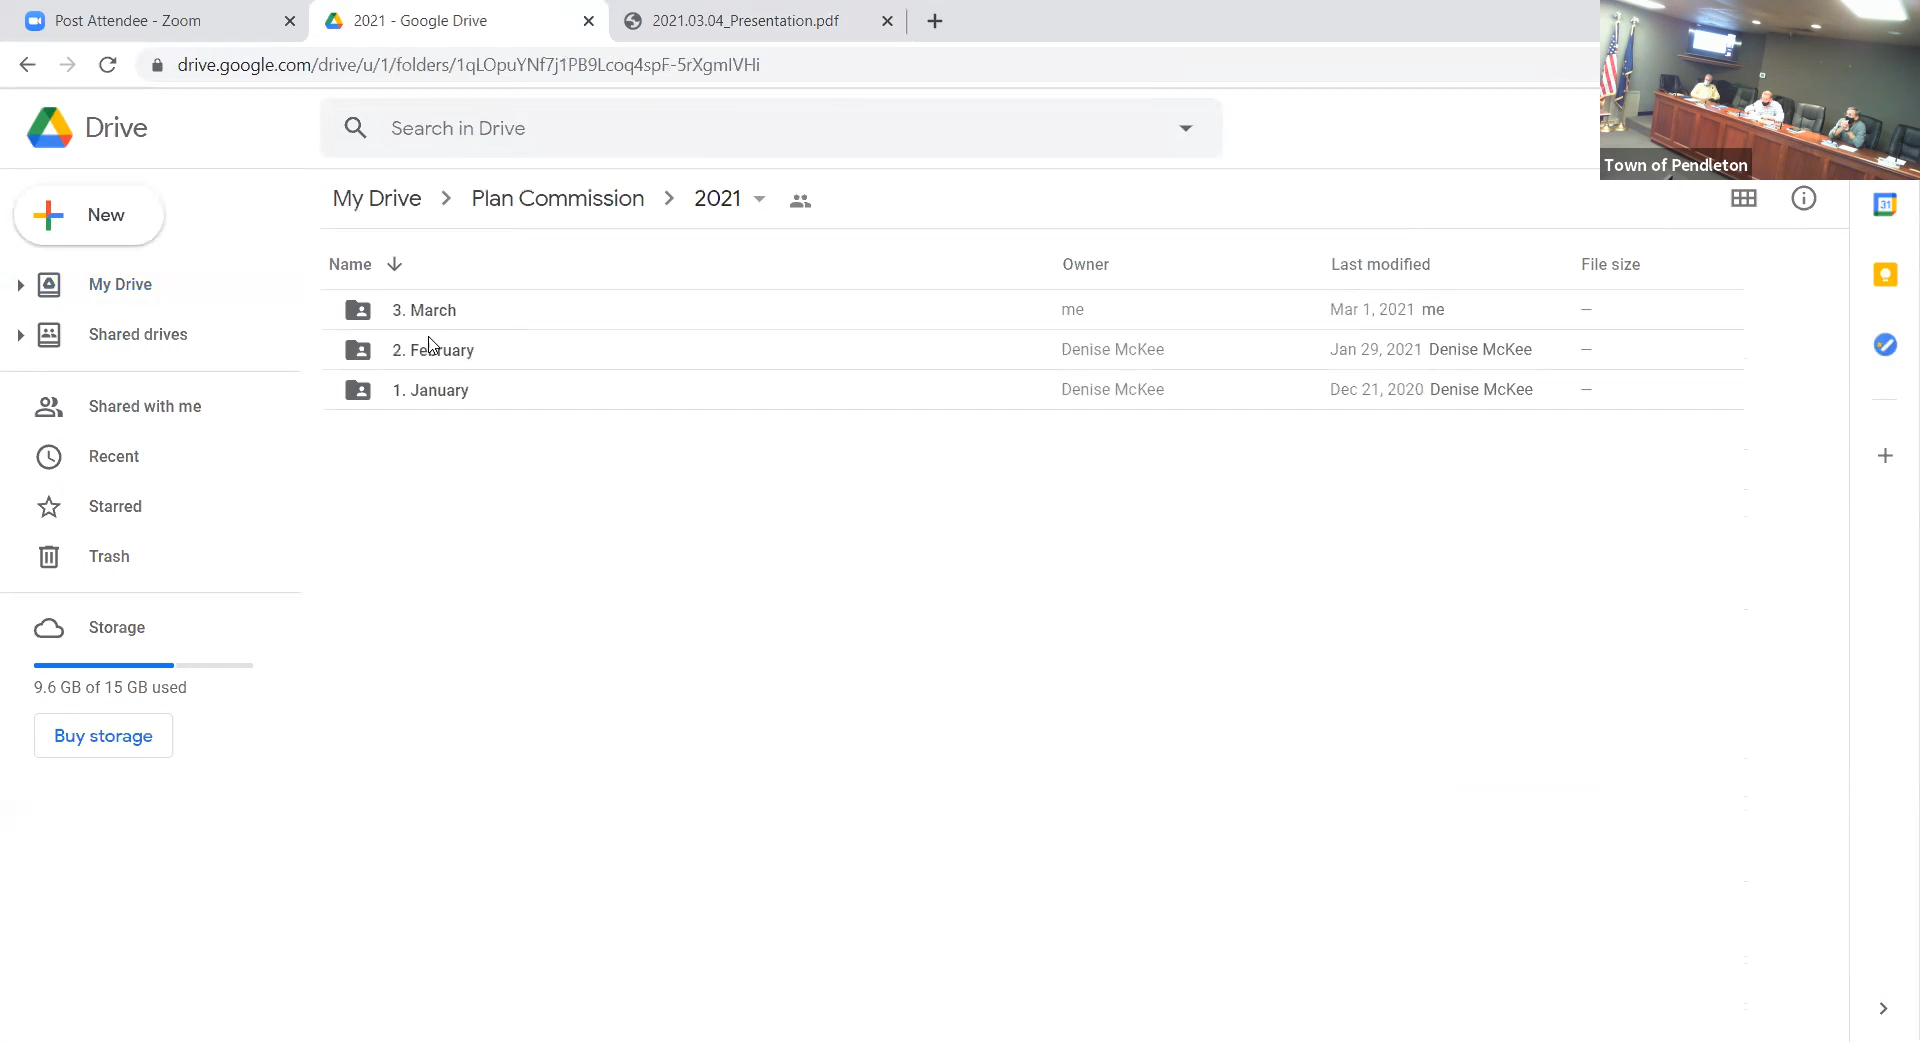 Post Attendee - Zoom
2021 - Google Drive
2021.03.04_Presentation.pdf
drive.google.com/drive/u/1/folders/1qLOpuYNf7j1PB9Lcoq4spF-5rXgmIVHi
Drive
Search in Drive
Town of Pendleton
New
My Drive
Shared drives
Shared with me
Recent
Starred
Trash
Storage
9.6 GB of 15 GB used
Buy storage
My Drive > Plan Commission > 2021
Name Owner Last modified File size
3. March me Mar 1, 2021 me —
2. February Denise McKee Jan 29, 2021 Denise McKee —
1. January Denise McKee Dec 21, 2020 Denise McKee —
31